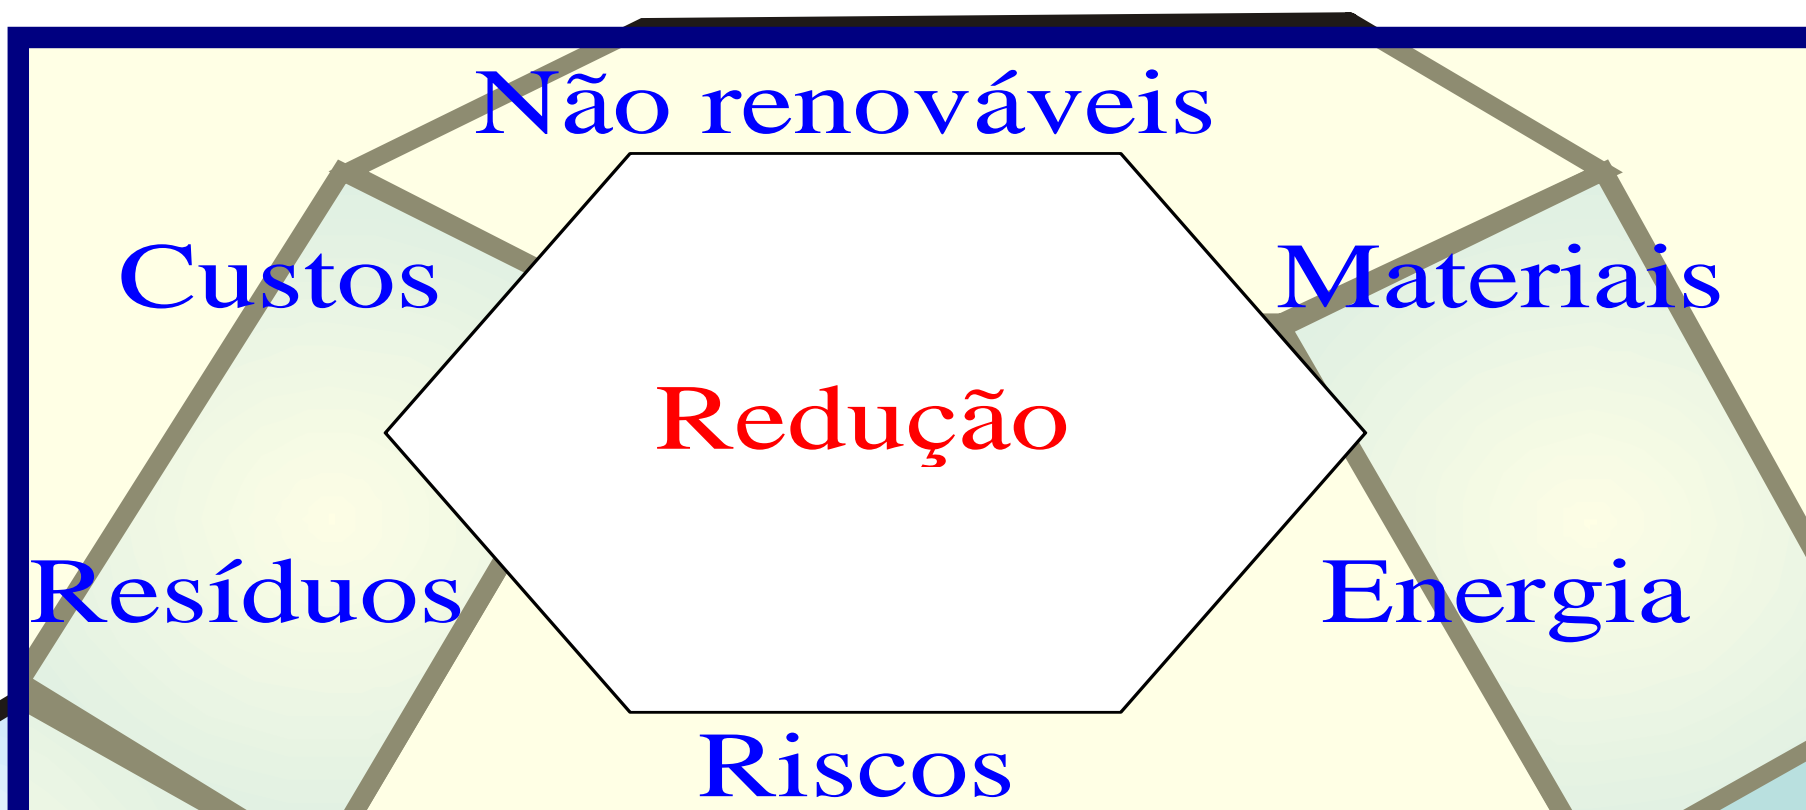 Não renováveis
Custos
Materiais
Redução
Resíduos
Energia
Riscos